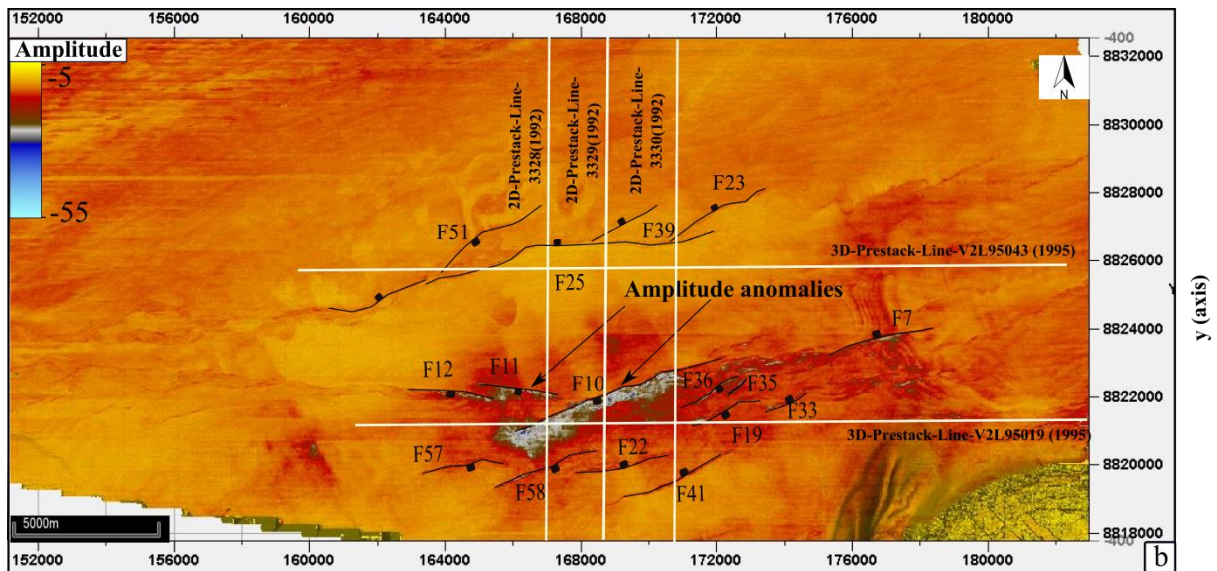 152000 156000 160000 164000 168000 172000 176000 180000
Amplitude
-5
-55
-400
8832000
8830000
8828000
8826000
8824000
8822000
8820000
8818000
-400
y (axis)
N
2D-Prestack-Line-
3328(1992)
2D-Prestack-Line-
3329(1992)
2D-Prestack-Line-
3330(1992)
F23
F51
F39
3D-Prestack-Line-V2L95043 (1995)
F25
Amplitude anomalies
F7
F12
F11
F10
F36
F35
F33
F19
3D-Prestack-Line-V2L95019 (1995)
F57
F22
F58
F41
5000m
b
152000 156000 160000 164000 168000 172000 176000 180000